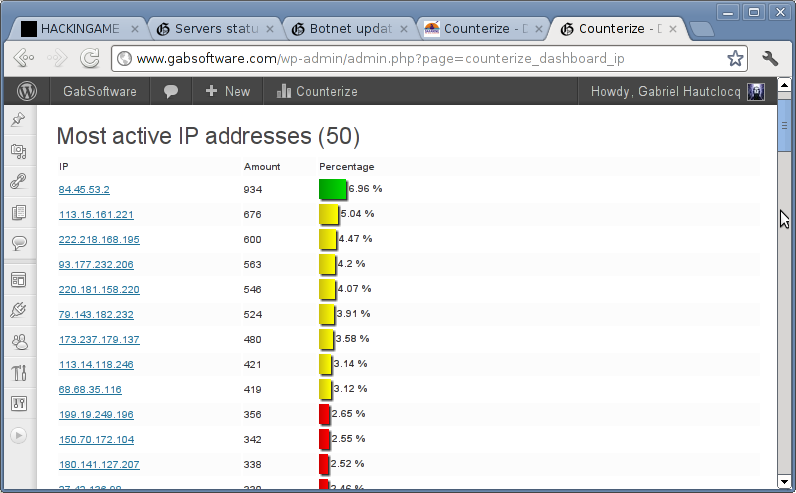 HACKINGAME
Servers statu
Botnet updat
Counterize - D
Counterize - D
www.gabsoftware.com/wp-admin/admin.php?page=counterize_dashboard_ip
GabSoftware + New Counterize Howdy, Gabriel Hautclocq
Most active IP addresses (50)
IP Amount Percentage
84.45.53.2 934 6.96 %
113.15.161.221 676 5.04 %
222.218.168.195 600 4.47 %
93.177.232.206 563 4.2 %
220.181.158.220 546 4.07 %
79.143.182.232 524 3.91 %
173.237.179.137 480 3.58 %
113.14.118.246 421 3.14 %
68.68.35.116 419 3.12 %
199.19.249.196 356 2.65 %
150.70.172.104 342 2.55 %
180.141.127.207 338 2.52 %